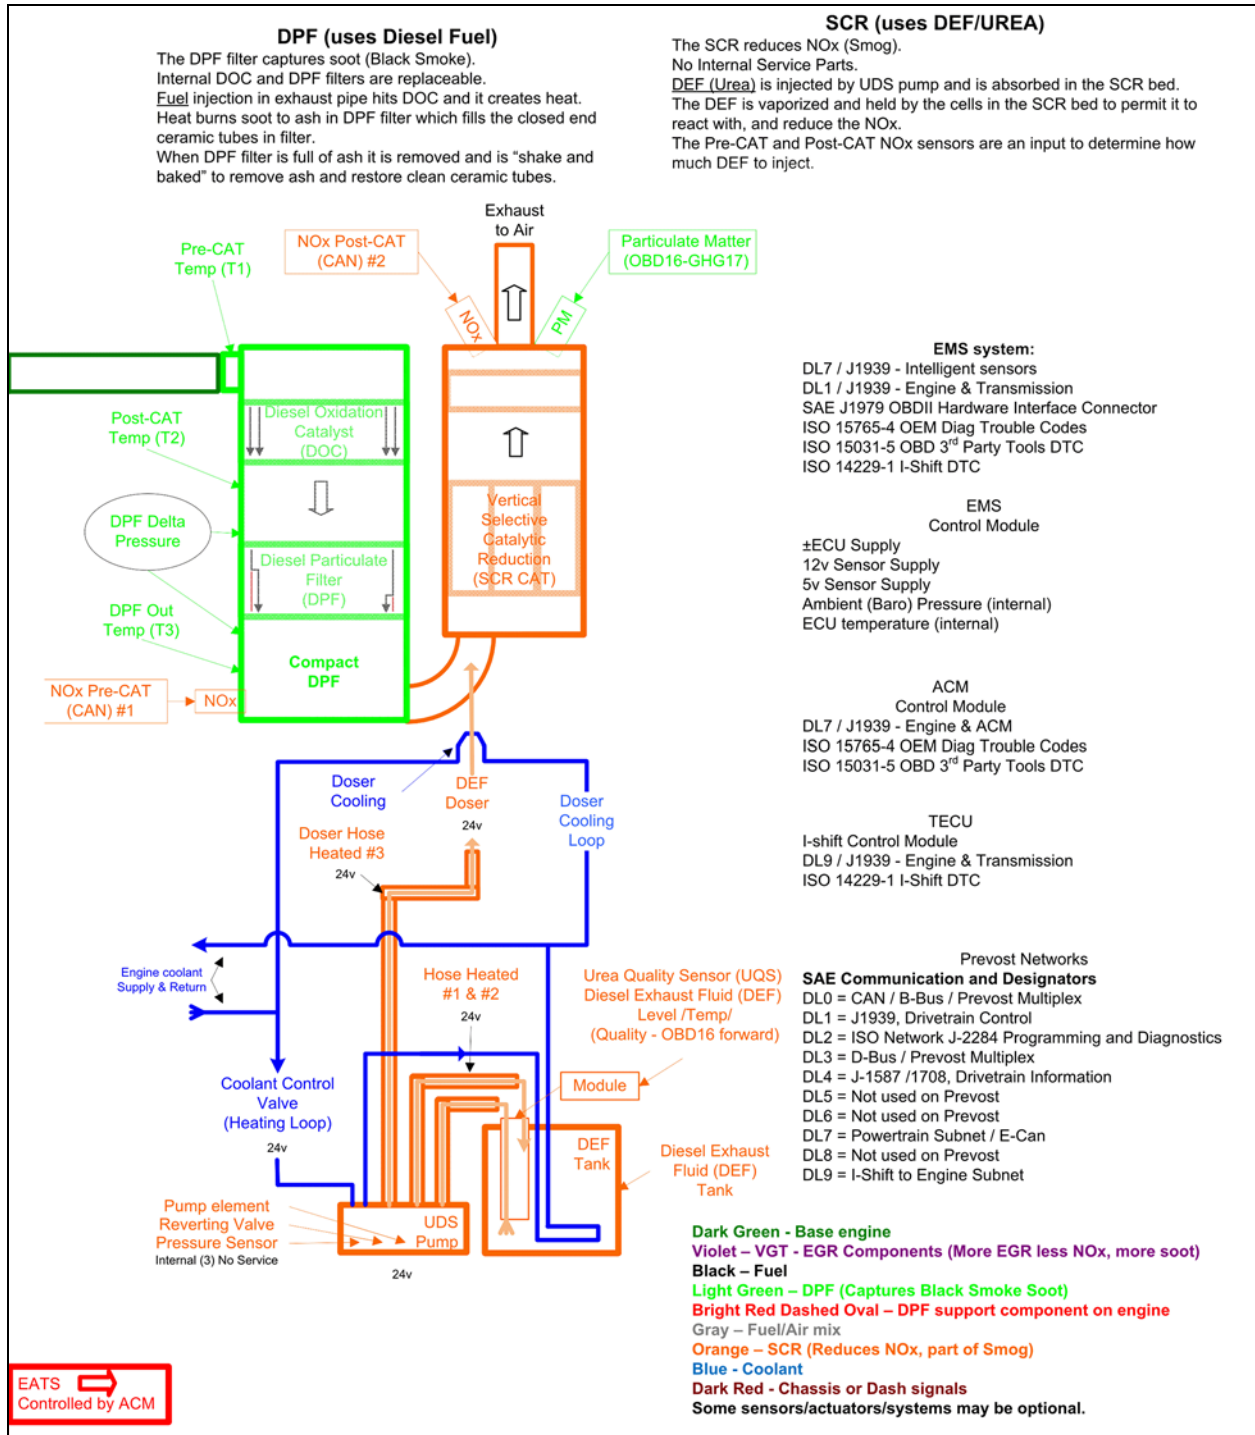 DPF (uses Diesel Fuel)
The DPF filter captures soot (Black Smoke).
Internal DOC and DPF filters are replaceable.
Fuel injection in exhaust pipe hits DOC and it creates heat.
Heat burns soot to ash in DPF filter which fills the closed end
ceramic tubes in filter.
When DPF filter is full of ash it is removed and is “shake and
baked” to remove ash and restore clean ceramic tubes.
SCR (uses DEF/UREA)
The SCR reduces NOx (Smog).
No Internal Service Parts.
DEF (Urea) is injected by UDS pump and is absorbed in the SCR bed.
The DEF is vaporized and held by the cells in the SCR bed to permit it to
react with, and reduce the NOx.
The Pre-CAT and Post-CAT NOx sensors are an input to determine how
much DEF to inject.
Exhaust
to Air
Pre-CAT
Temp (T1)
NOx Post-CAT
(CAN) #2
Particulate Matter
(OBD16-GHG17)
NOx
PM
Diesel Oxidation
Catalyst
(DOC)
Post-CAT
Temp (T2)
DPF Delta
Pressure
Diesel Particulate
Filter
(DPF)
DPF Out
Temp (T3)
Compact
DPF
NOx Pre-CAT
(CAN) #1
NOx
Vertical
Selective
Catalytic
Reduction
(SCR CAT)
EMS system:
DL7 / J1939 - Intelligent sensors
DL1 / J1939 - Engine & Transmission
SAE J1979 OBDII Hardware Interface Connector
ISO 15765-4 OEM Diag Trouble Codes
ISO 15031-5 OBD 3rd Party Tools DTC
ISO 14229-1 I-Shift DTC
EMS
Control Module
±ECU Supply
12v Sensor Supply
5v Sensor Supply
Ambient (Baro) Pressure (internal)
ECU temperature (internal)
ACM
Control Module
DL7 / J1939 - Engine & ACM
ISO 15765-4 OEM Diag Trouble Codes
ISO 15031-5 OBD 3rd Party Tools DTC
TECU
I-shift Control Module
DL9 / J1939 - Engine & Transmission
ISO 14229-1 I-Shift DTC
Doser
Cooling
DEF
Doser
24v
Doser
Cooling
Loop
Doser Hose
Heated #3
24v
Engine coolant
Supply & Return
Hose Heated
#1 & #2
24v
Urea Quality Sensor (UQS)
Diesel Exhaust Fluid (DEF)
Level /Temp/
(Quality - OBD16 forward)
Module
Coolant Control
Valve
(Heating Loop)
24v
DEF
Tank
Diesel Exhaust
Fluid (DEF)
Tank
Pump element
Reverting Valve
Pressure Sensor
Internal (3) No Service
UDS
Pump
24v
Prevost Networks
SAE Communication and Designators
DL0 = CAN / B-Bus / Prevost Multiplex
DL1 = J1939, Drivetrain Control
DL2 = ISO Network J-2284 Programming and Diagnostics
DL3 = D-Bus / Prevost Multiplex
DL4 = J-1587 /1708, Drivetrain Information
DL5 = Not used on Prevost
DL6 = Not used on Prevost
DL7 = Powertrain Subnet / E-Can
DL8 = Not used on Prevost
DL9 = I-Shift to Engine Subnet
Dark Green - Base engine
Violet – VGT - EGR Components (More EGR less NOx, more soot)
Black – Fuel
Light Green – DPF (Captures Black Smoke Soot)
Bright Red Dashed Oval – DPF support component on engine
Gray – Fuel/Air mix
Orange – SCR (Reduces NOx, part of Smog)
Blue - Coolant
Dark Red - Chassis or Dash signals
Some sensors/actuators/systems may be optional.
EATS
Controlled by ACM